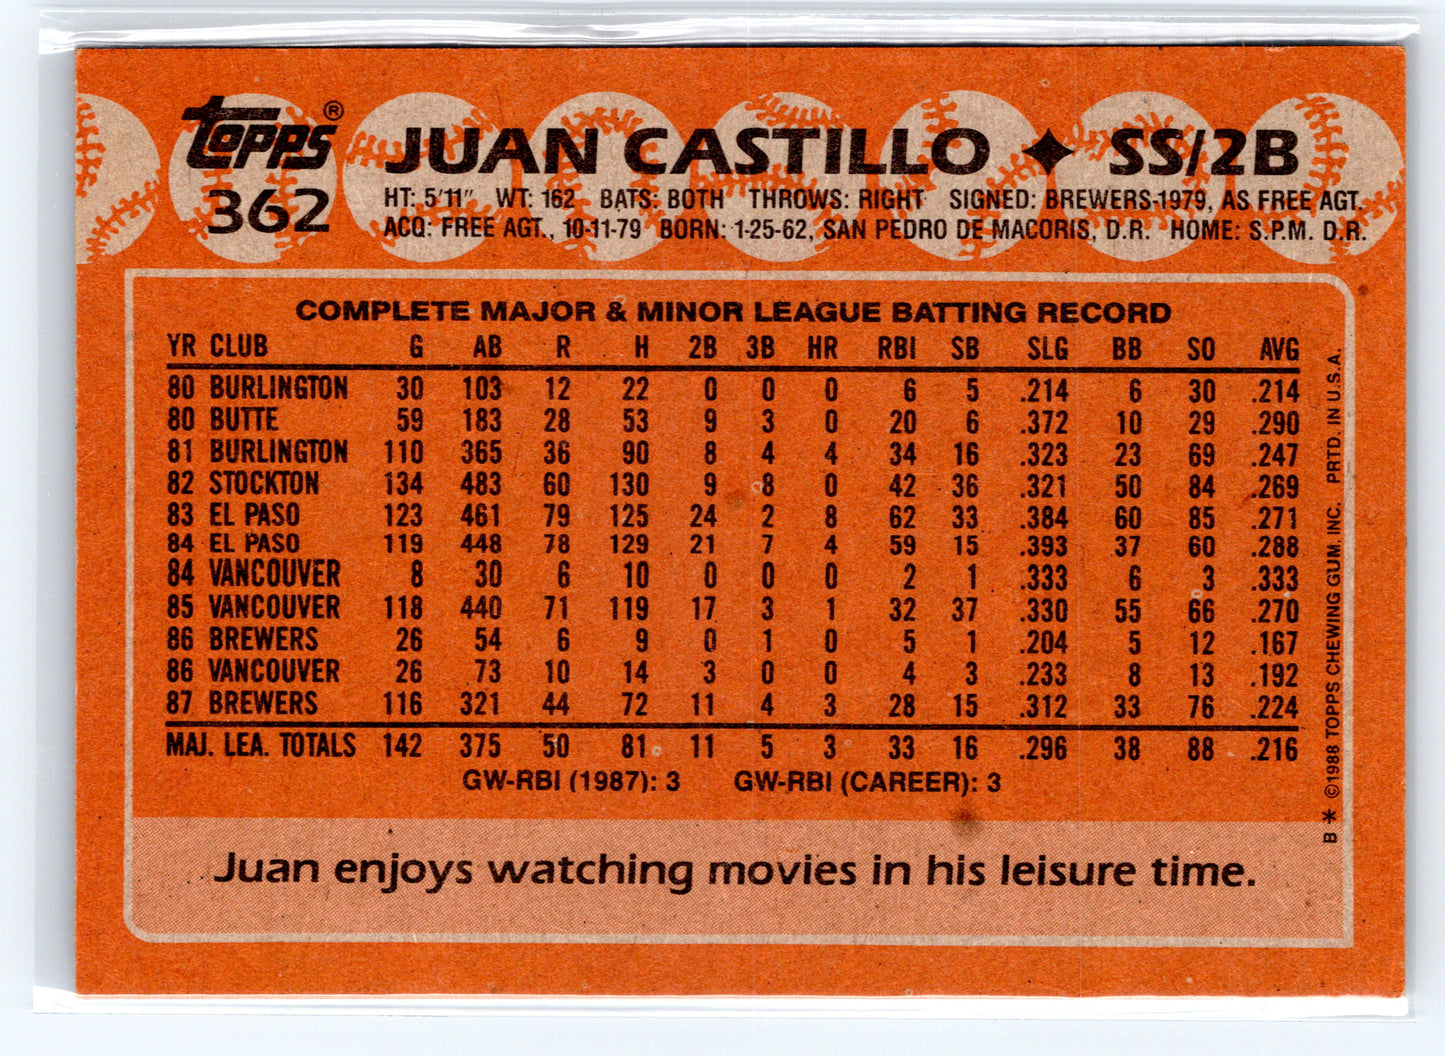 TOPPS®
362
JUAN CASTILLO ✦ SS/2B
HT: 5'11" WT: 162 BATS: BOTH THROWS: RIGHT SIGNED: BREWERS-1979, AS FREE AGT.
ACQ: FREE AGT., 10-11-79 BORN: 1-25-62, SAN PEDRO DE MACORIS, D.R. HOME: S.P.M. D.R.
COMPLETE MAJOR & MINOR LEAGUE BATTING RECORD
YR CLUB G AB R H 2B 3B HR RBI SB SLG BB SO AVG
80 BURLINGTON 30 103 12 22 0 0 0 6 5 .214 6 30 .214
80 BUTTE 59 183 28 53 9 3 0 20 6 .372 10 29 .290
81 BURLINGTON 110 365 36 90 8 4 4 34 16 .323 23 69 .247
82 STOCKTON 134 483 60 130 9 8 0 42 36 .321 50 84 .269
83 EL PASO 123 461 79 125 24 2 8 62 33 .384 60 85 .271
84 EL PASO 119 448 78 129 21 7 4 59 15 .393 37 60 .288
84 VANCOUVER 8 30 6 10 0 0 0 2 1 .333 6 3 .333
85 VANCOUVER 118 440 71 119 17 3 1 32 37 .330 55 66 .270
86 BREWERS 26 54 6 9 0 1 0 5 1 .204 5 12 .167
86 VANCOUVER 26 73 10 14 3 0 0 4 3 .233 8 13 .192
87 BREWERS 116 321 44 72 11 4 3 28 15 .312 33 76 .224
MAJ. LEA. TOTALS 142 375 50 81 11 5 3 33 16 .296 38 88 .216
GW-RBI (1987): 3 GW-RBI (CAREER): 3
Juan enjoys watching movies in his leisure time.
B * ©1988 TOPPS CHEWING GUM, INC. PRTD. IN U.S.A.